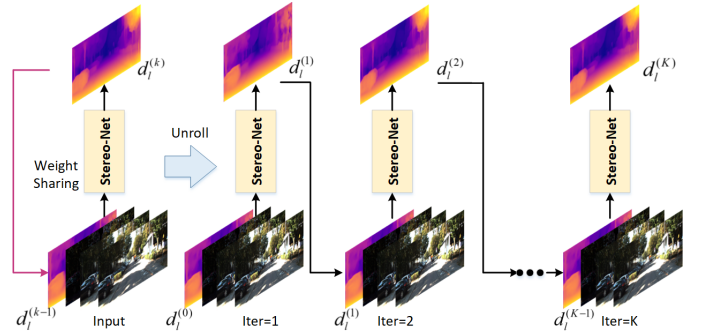 d_l^{(k)}
d_l^{(1)}
d_l^{(2)}
d_l^{(K)}
Weight
Sharing
Stereo-Net
Unroll
Stereo-Net
Stereo-Net
Stereo-Net
d_l^{(k-1)}
Input
d_l^{(0)}
Iter=1
d_l^{(1)}
Iter=2
d_l^{(K-1)}
Iter=K